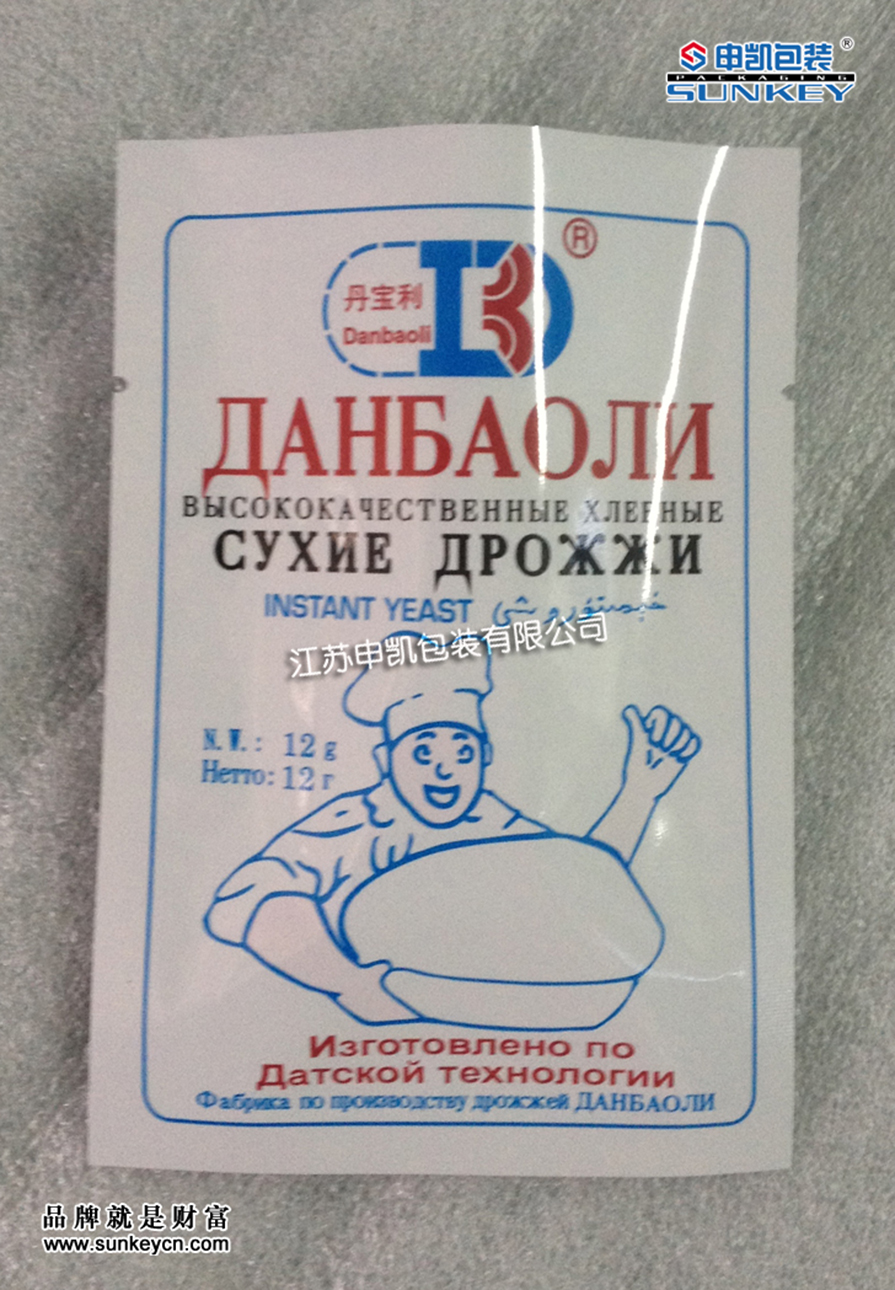 申凯包装®
PACKAGING
SUNKEY
®
丹宝利
Danbaoli
ДАНБАОЛИ
ВЫСОКОКАЧЕСТВЕННЫЕ ХЛЕБНЫЕ
СУХИЕ ДРОЖЖИ
INSTANT YEAST
江苏申凯包装有限公司
N.W.: 12g
Нетто: 12г
Изготовлено по
Датской технологии
Фабрика по производству дрожжей ДАНБАОЛИ
品牌就是财富
www.sunkeycn.com